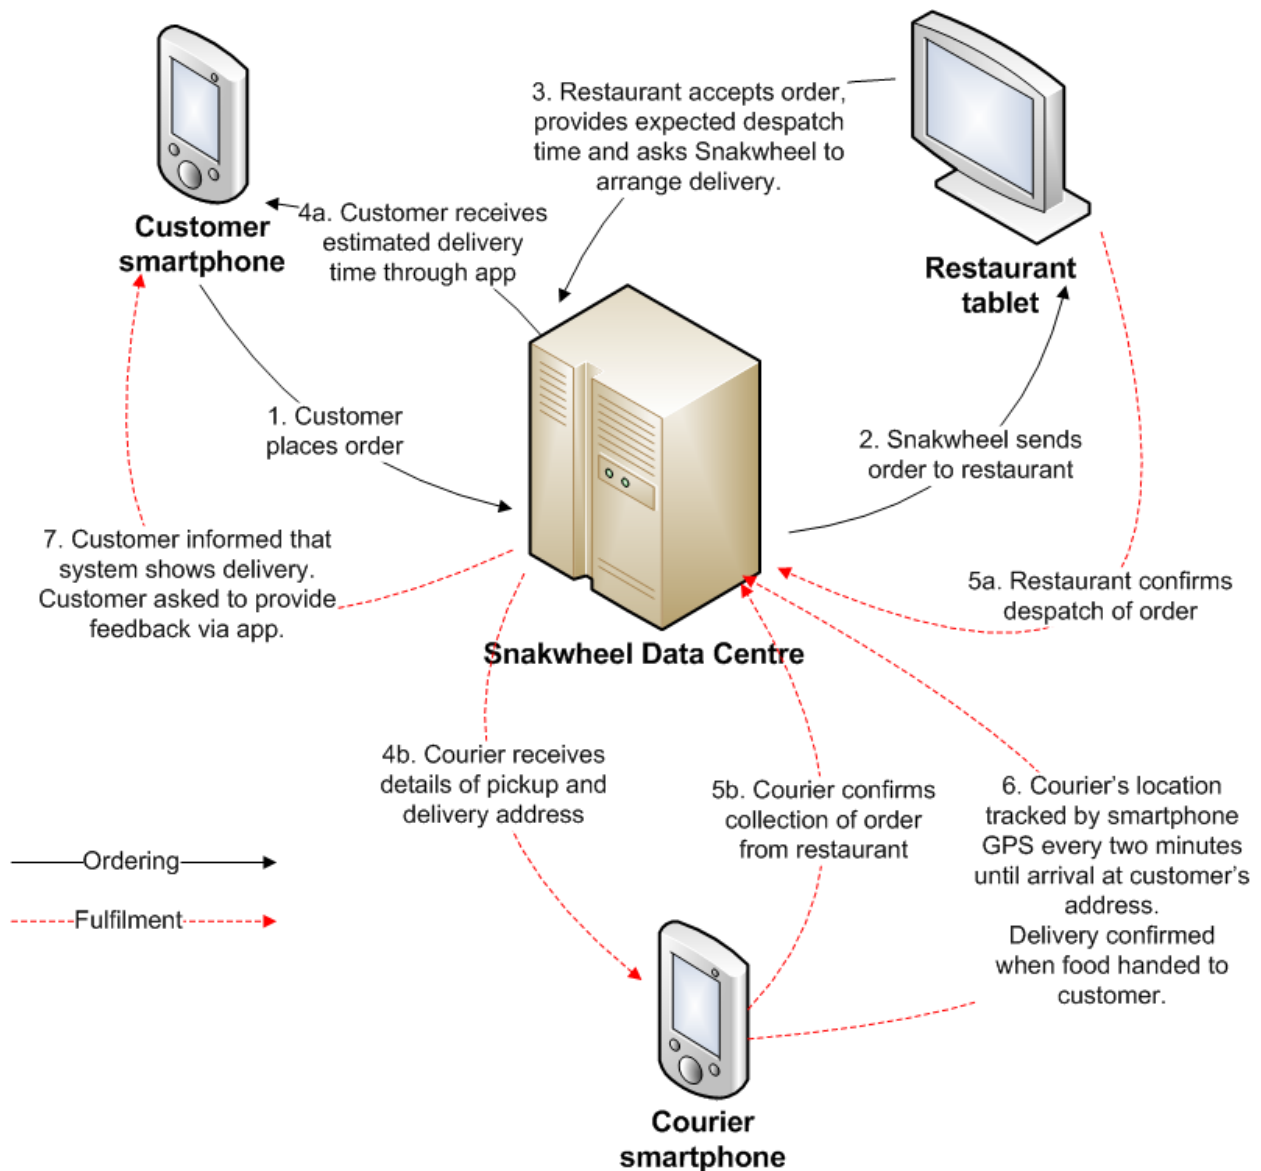 3. Restaurant accepts order,
provides expected despatch
time and asks Snakwheel to
arrange delivery.
Customer
smartphone
4a. Customer receives
estimated delivery
time through app
Restaurant
tablet
1. Customer
places order
2. Snakwheel sends
order to restaurant
7. Customer informed that
system shows delivery.
Customer asked to provide
feedback via app.
5a. Restaurant confirms
despatch of order
Snakwheel Data Centre
4b. Courier receives
details of pickup and
delivery address
5b. Courier confirms
collection of order
from restaurant
6. Courier’s location
tracked by smartphone
GPS every two minutes
until arrival at customer’s
address.
Delivery confirmed
when food handed to
customer.
Ordering
Fulfilment
Courier
smartphone